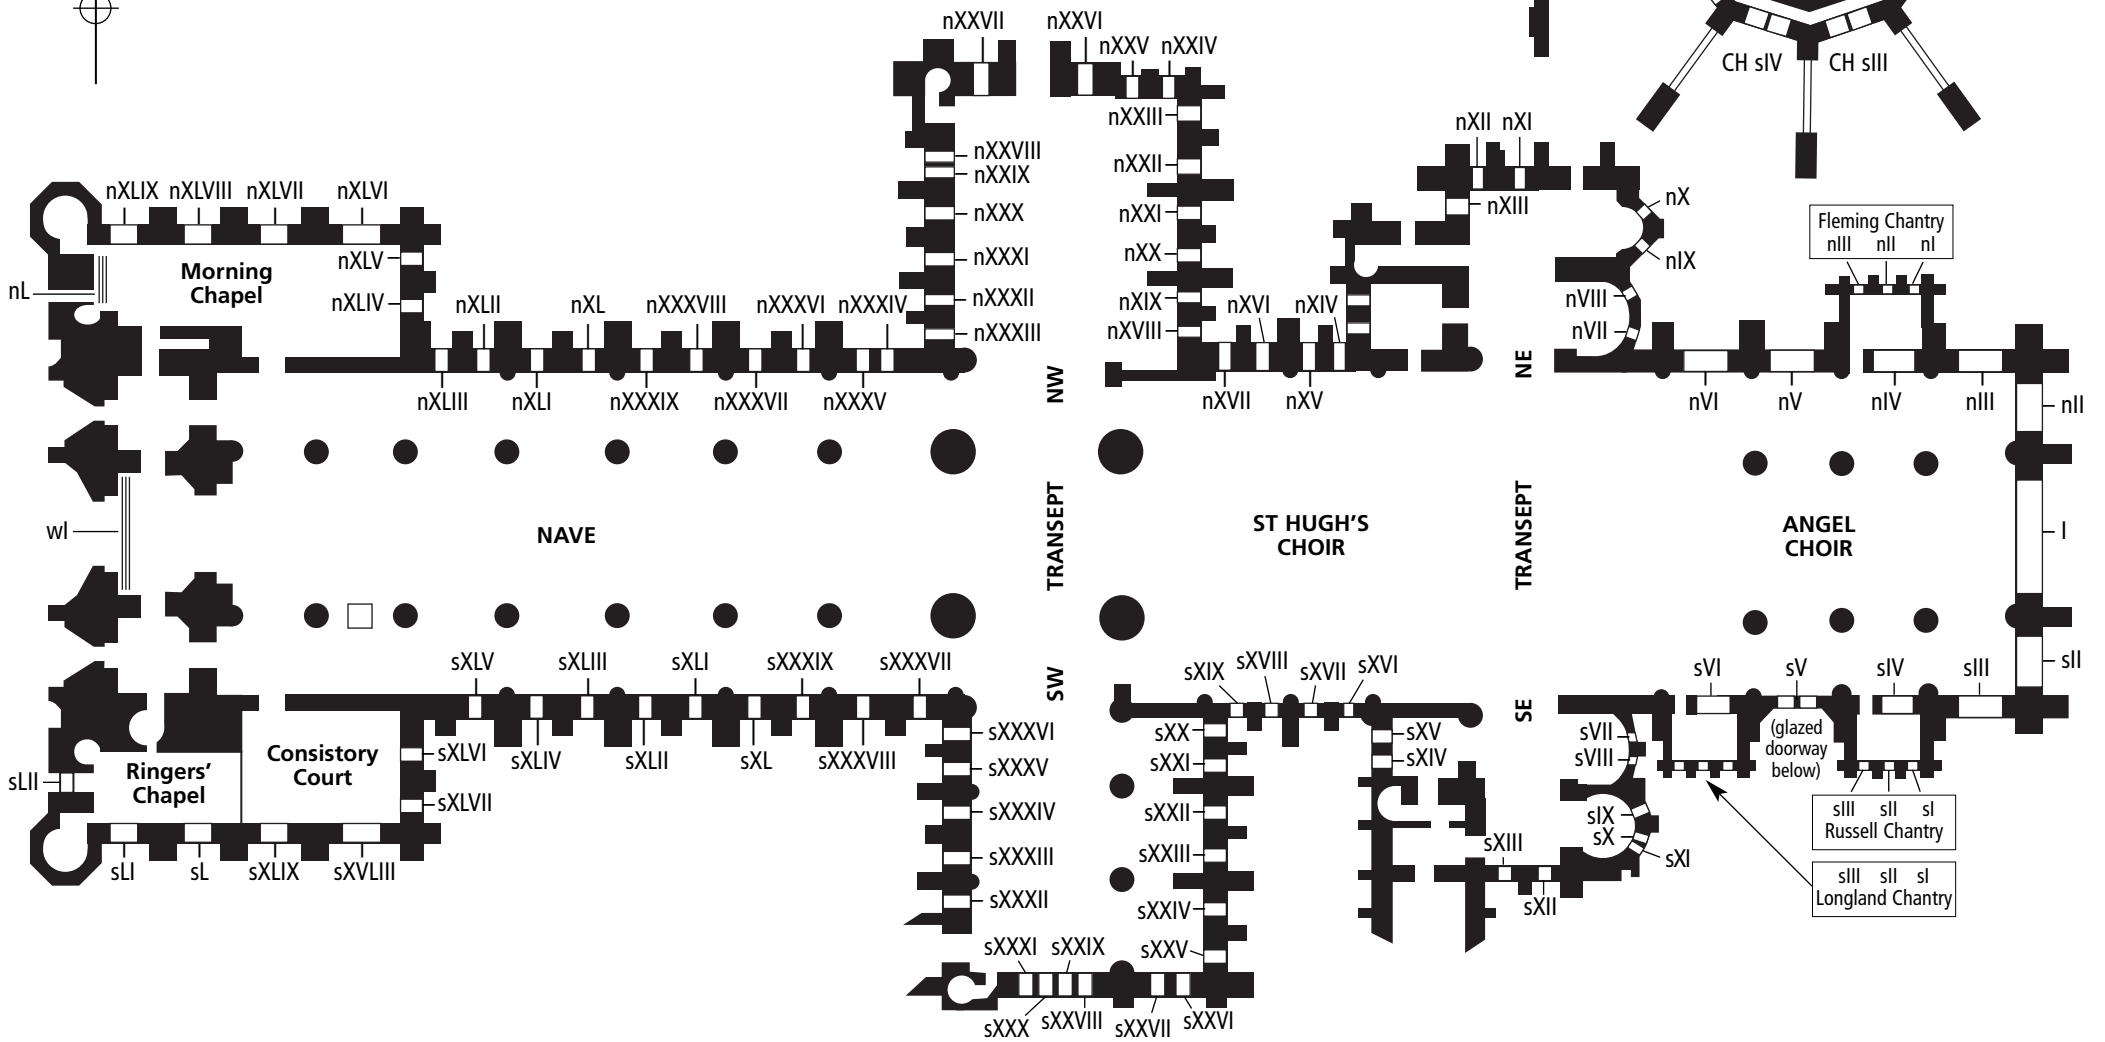 nXXVII
nXXVI
nXXV
nXXIV
CH sIV
CH sIII
nXXIII
nXII
nXI
nXXVIII
nXXIX
nXXII
nXLIX
nXLVIII
nXLVII
nXLVI
nX
nXIII
nXXX
nXXI
Fleming Chantry
nIII
nII
nI
nXLV
nXXXI
nXX
nIX
Morning
Chapel
nL
nXLIV
nXLII
nXL
nXXXVIII
nXXXVI
nXXXIV
nXXXII
nXXXIII
nXIX
nXVIII
nXVI
nXIV
nVIII
nVII
nXLIII
nXLI
nXXXIX
nXXXVII
nXXXV
NW
nXVII
nXV
NE
nVI
nV
nIV
nIII
nII
wI
NAVE
TRANSEPT
ST HUGH'S
CHOIR
TRANSEPT
ANGEL
CHOIR
I
sXLV
sXLIII
sXLI
sXXXIX
sXXXVII
SW
sXIX
sXVIII
sXVII
sXVI
SE
sVI
sV
sIV
sIII
sII
sXXXVI
sXX
sXV
sVII
(glazed
doorway
below)
sLII
Ringers'
Chapel
Consistory
Court
sXLVI
sXLIV
sXLII
sXL
sXXXVIII
sXXXV
sXXI
sXIV
sVIII
sXLVII
sXXXIV
sXXII
sIX
sX
sIII
sII
sI
Russell Chantry
sXXXIII
sXXIII
sXIII
sXI
sLI
sL
sXLIX
sXVLIII
sXXXII
sXXIV
sXII
sIII
sII
sI
Longland Chantry
sXXXI
sXXIX
sXXV
sXXX
sXXVIII
sXXVII
sXXVI